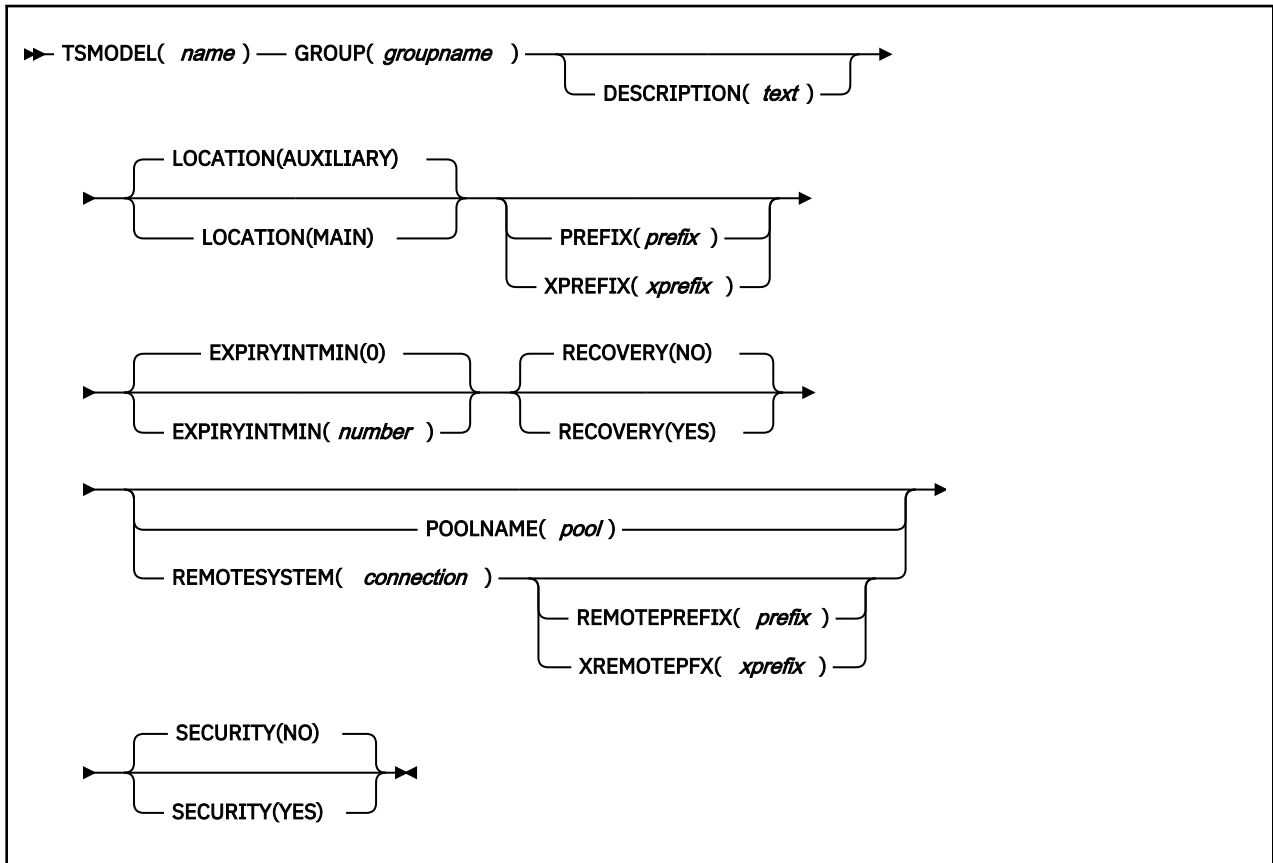 TSMODEL( name ) GROUP( groupname )
DESCRIPTION( text )
LOCATION(AUXILIARY)
LOCATION(MAIN)
PREFIX( prefix )
XPREFIX( xprefix )
EXPIRYINTMIN(0)
EXPIRYINTMIN( number )
RECOVERY(NO)
RECOVERY(YES)
POOLNAME( pool )
REMOTESYSTEM( connection )
REMOTEPREFIX( prefix )
XREMOTEPFX( xprefix )
SECURITY(NO)
SECURITY(YES)